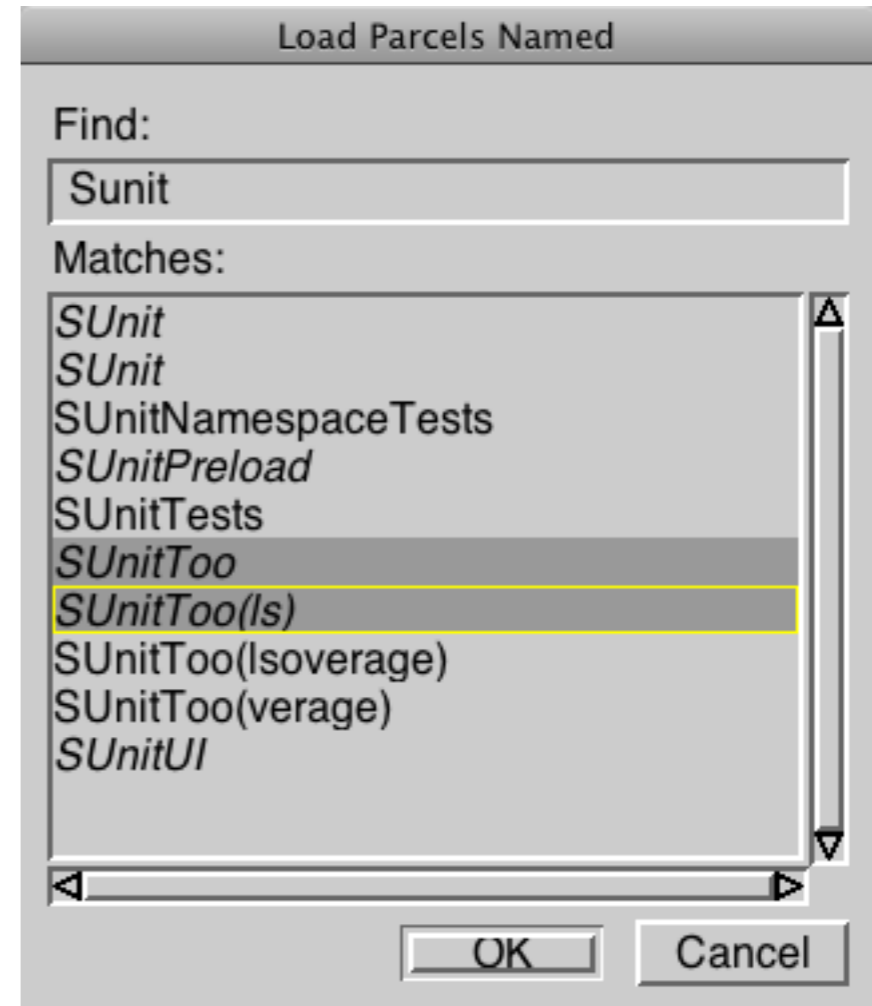 Load Parcels Named
Find:
Sunit
Matches:
SUnit
SUnit
SUnitNamespaceTests
SUnitPreload
SUnitTests
SUnitToo
SUnitToo(ls)
SUnitToo(lsoverage)
SUnitToo(verage)
SUnitUI
OK
Cancel